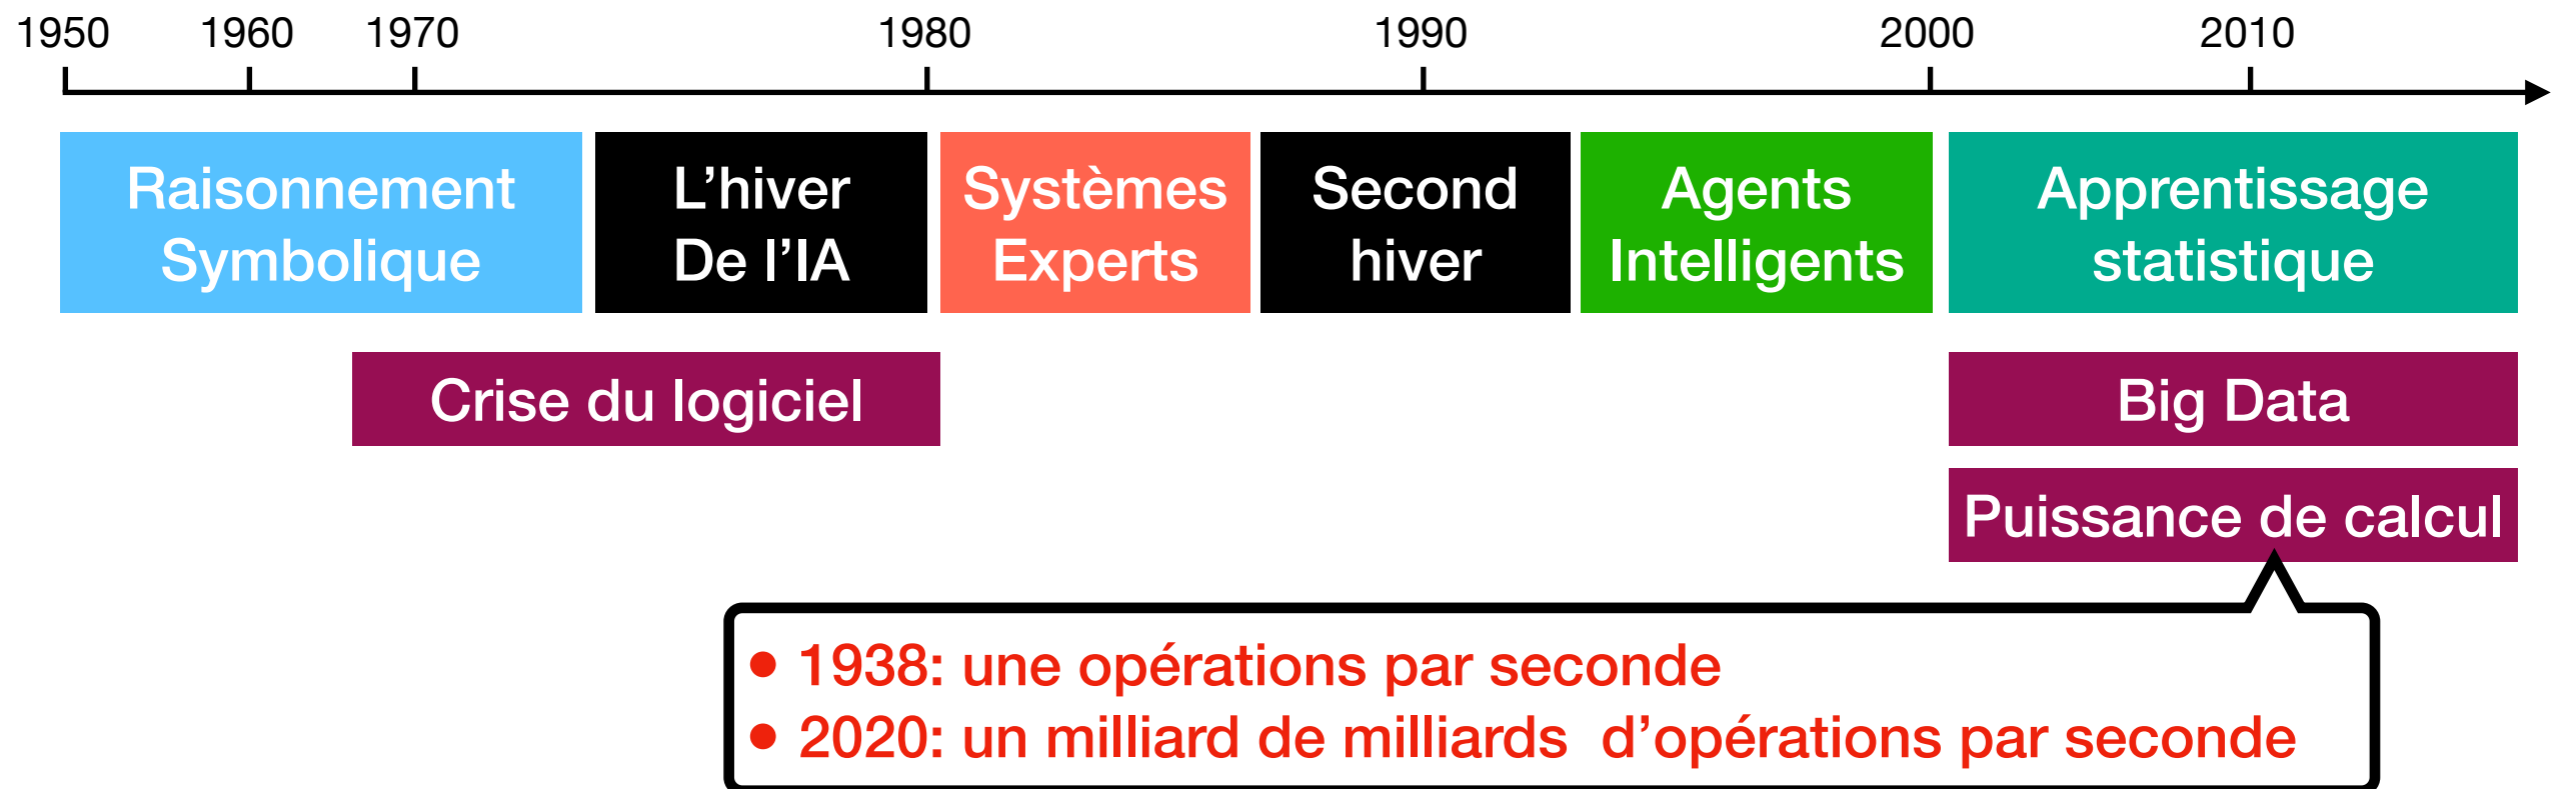 1950 1960 1970 1980 1990 2000 2010
Raisonnement
Symbolique
L'hiver
De l'IA
Systèmes
Experts
Second
hiver
Agents
Intelligents
Apprentissage
statistique
Crise du logiciel
Big Data
Puissance de calcul
• 1938: une opérations par seconde
• 2020: un milliard de milliards  d'opérations par seconde